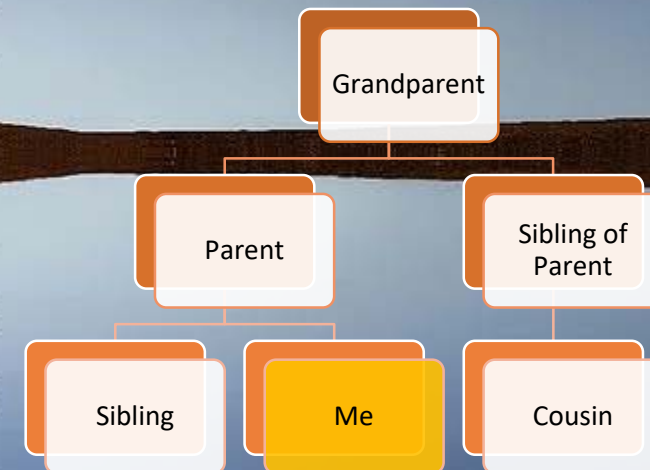 Grandparent
Parent
Sibling of
Parent
Sibling
Me
Cousin